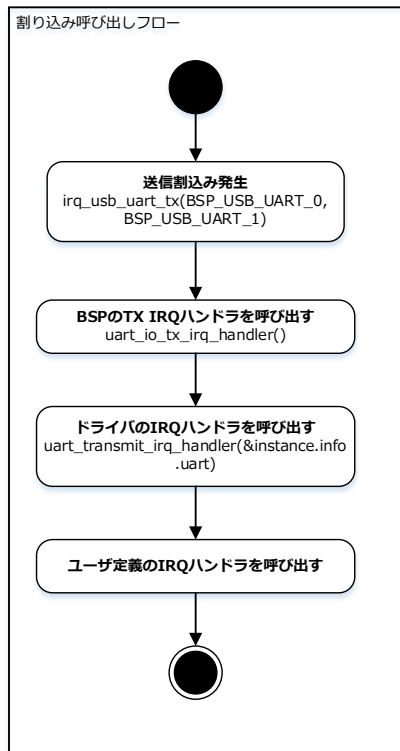 割り込み呼び出しフロー
送信割込み発生
irq_usb_uart_tx(BSP_USB_UART_0,
BSP_USB_UART_1)
BSPのTX IRQハンドラを呼び出す
uart_io_tx_irq_handler()
ドライバのIRQハンドラを呼び出す
uart_transmit_irq_handler(&instance.info
.uart)
ユーザ定義のIRQハンドラを呼び出す